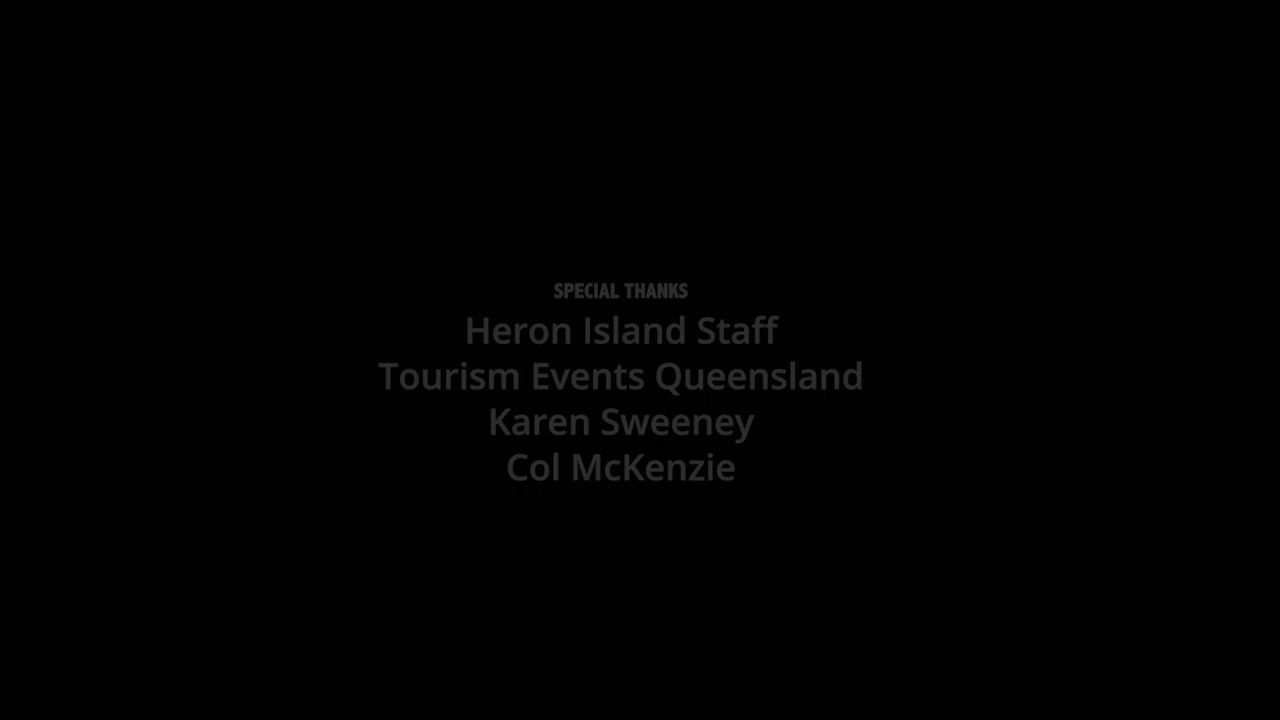 SPECIAL THANKS
Heron Island Staff
Tourism Events Queensland
Karen Sweeney
Col McKenzie